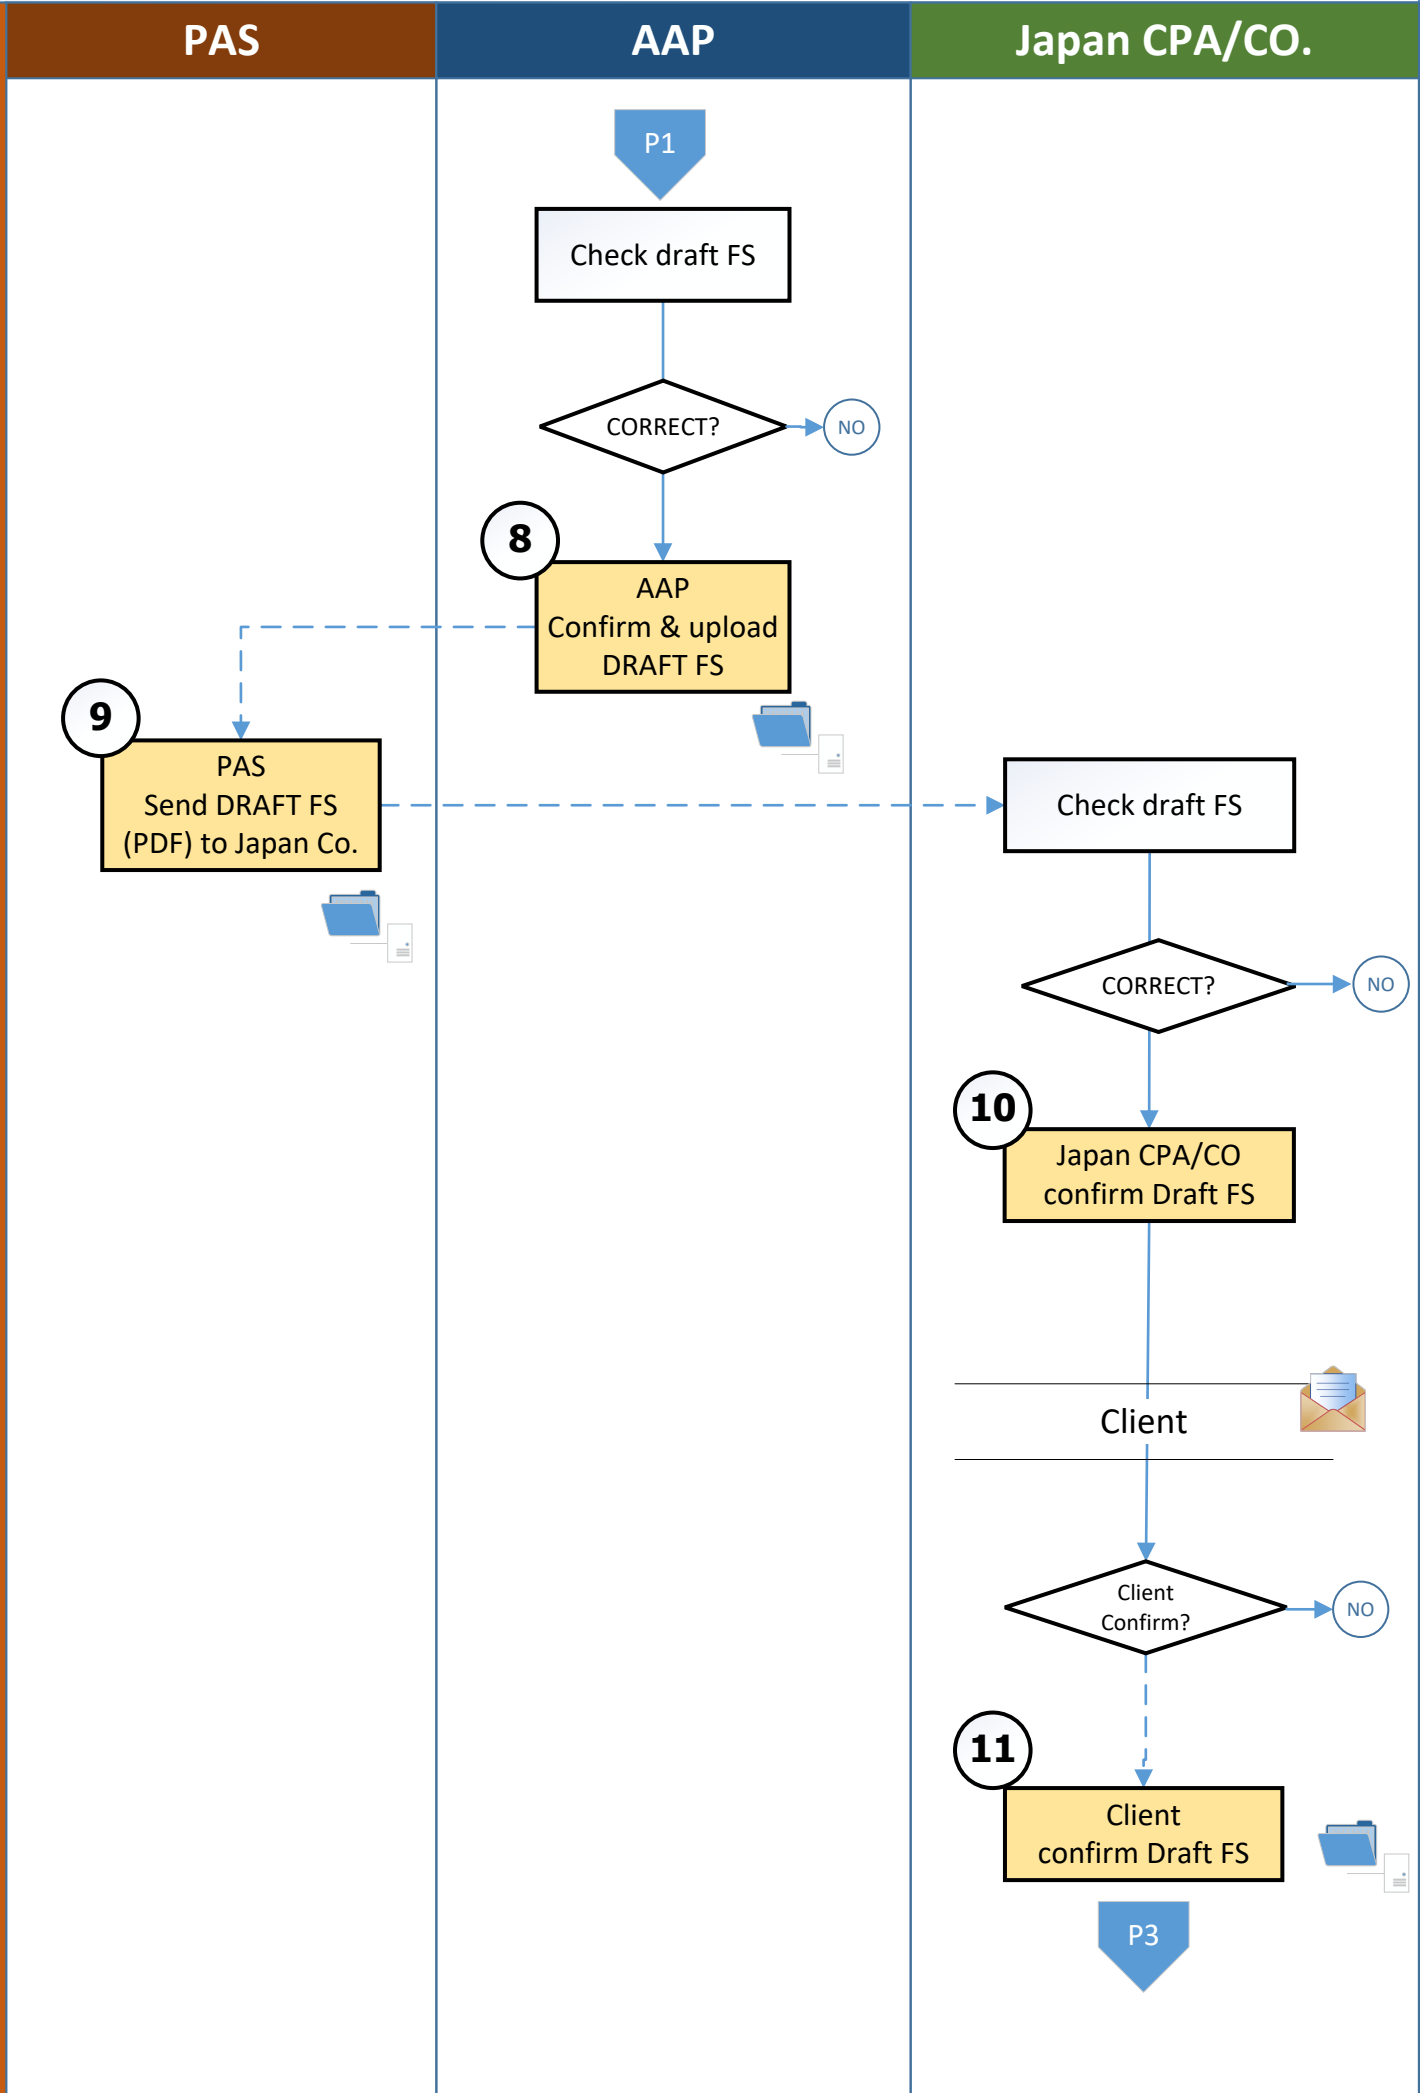 PAS
AAP
Japan CPA/CO.
P1
Check draft FS
CORRECT?
NO
8
AAP
Confirm & upload
DRAFT FS
9
PAS
Send DRAFT FS
(PDF) to Japan Co.
Check draft FS
CORRECT?
NO
10
Japan CPA/CO
confirm Draft FS
Client
Client
Confirm?
NO
11
Client
confirm Draft FS
P3